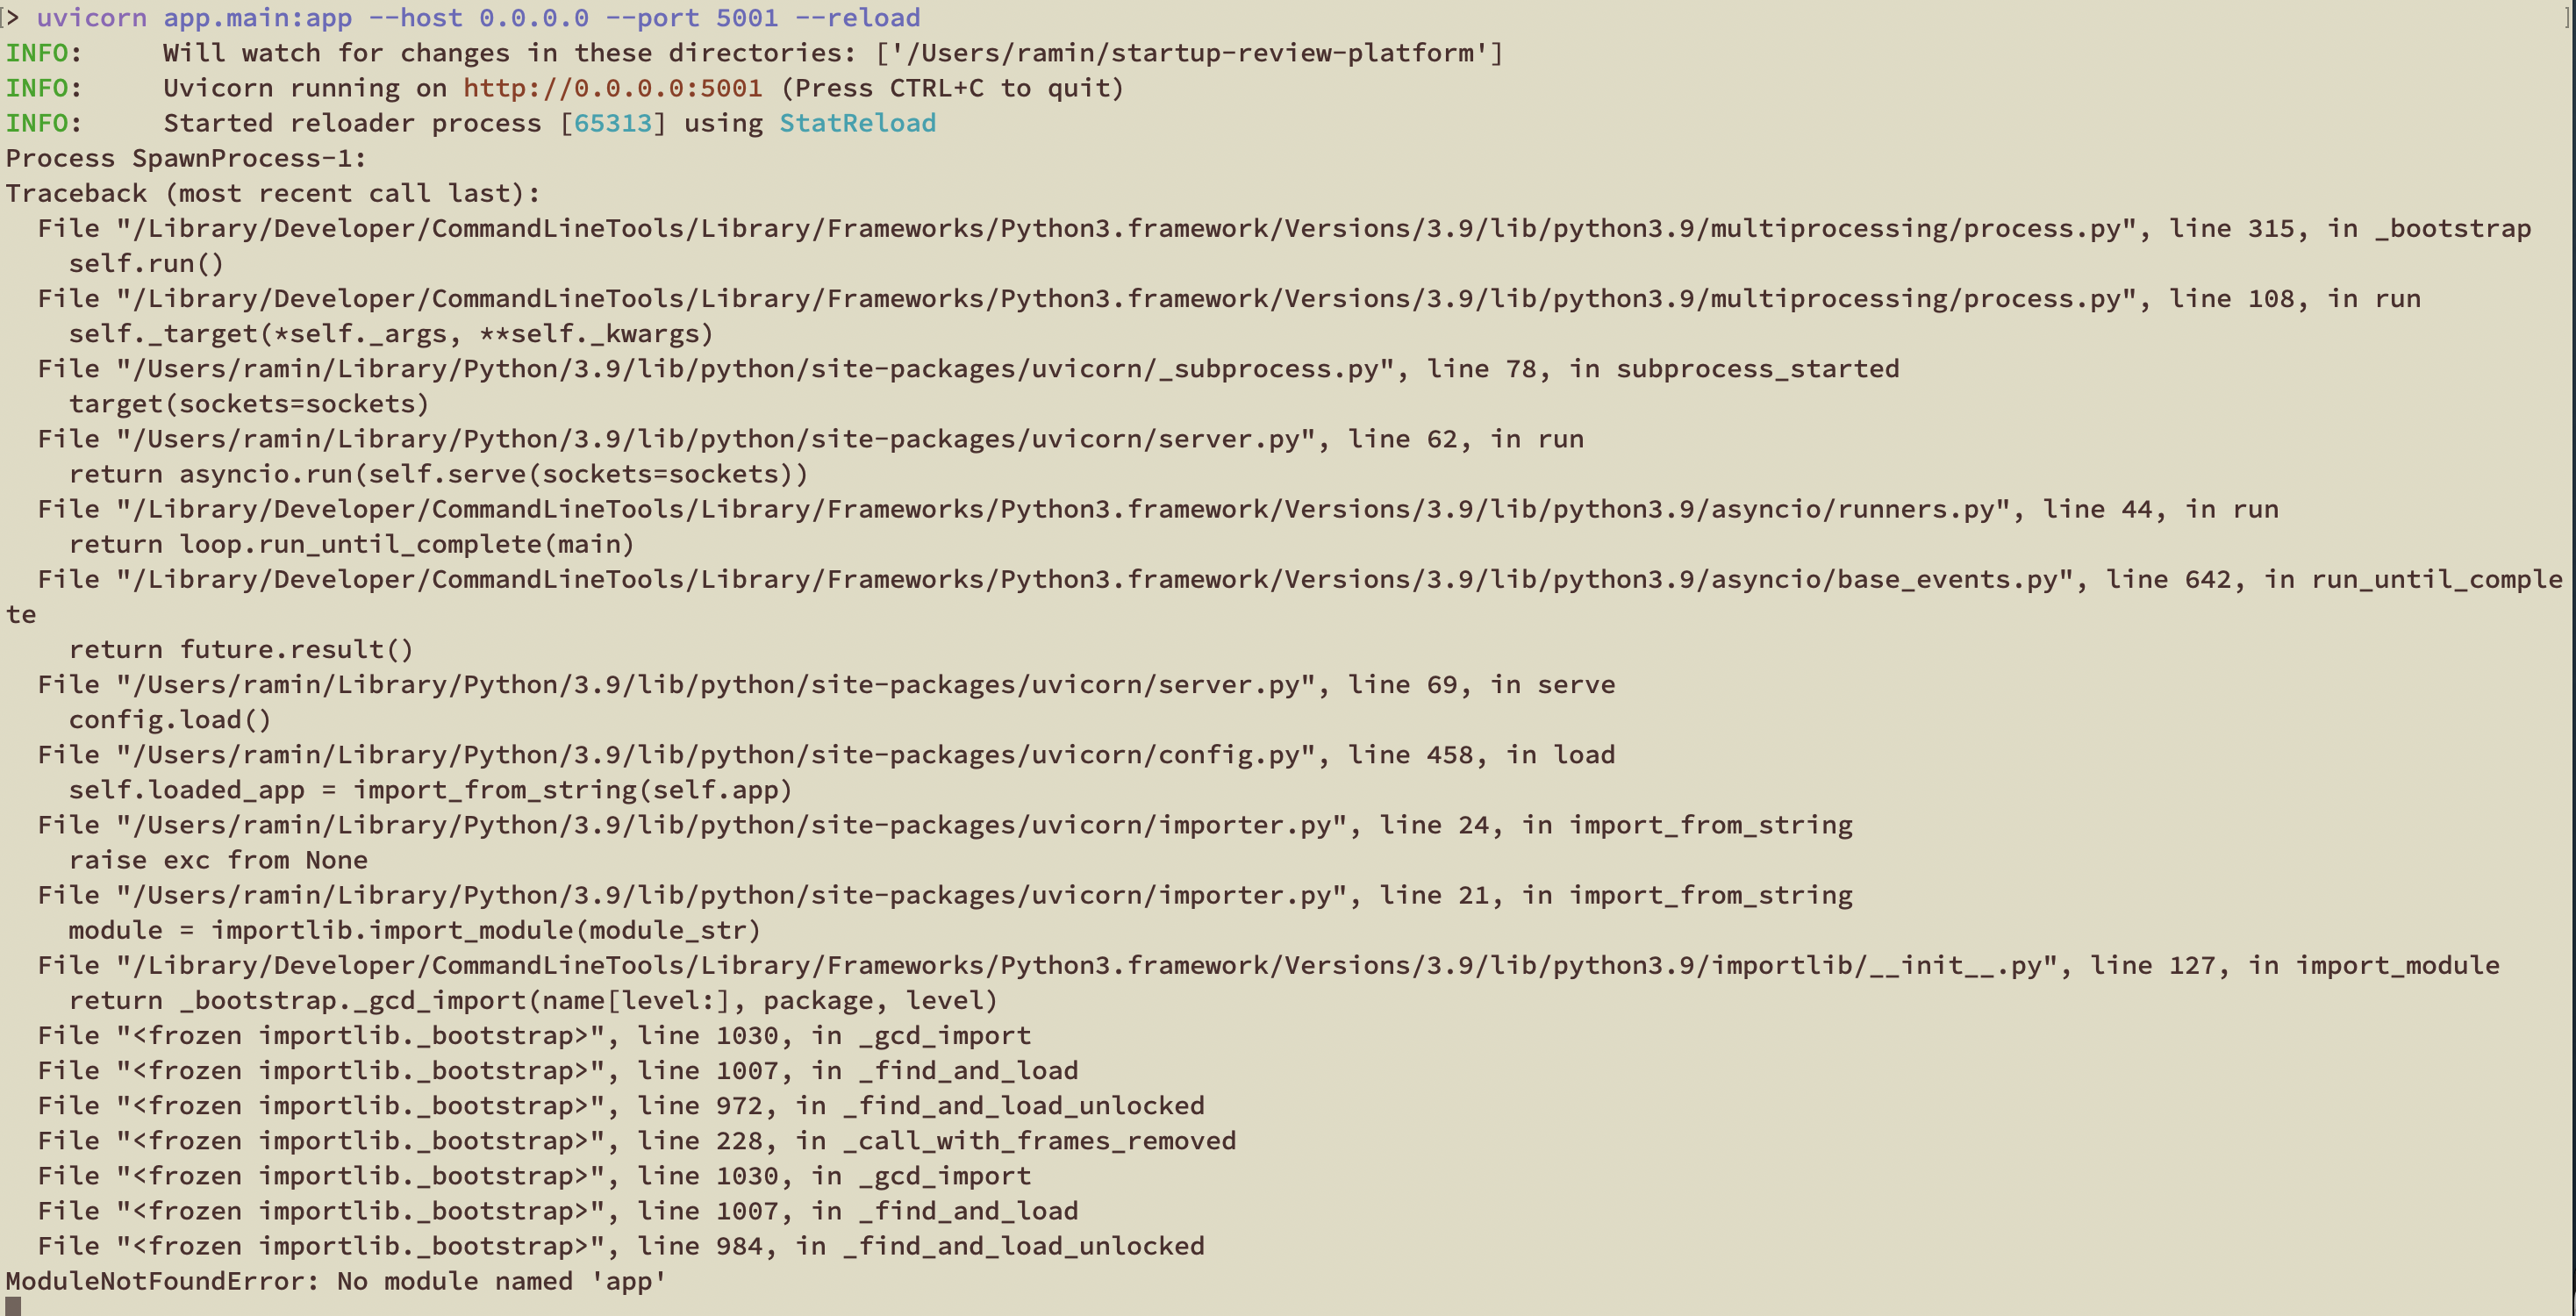 [> uvicorn app.main:app --host 0.0.0.0 --port 5001 --reload ]
INFO:     Will watch for changes in these directories: ['/Users/ramin/startup-review-platform']
INFO:     Uvicorn running on http://0.0.0.0:5001 (Press CTRL+C to quit)
INFO:     Started reloader process [65313] using StatReload
Process SpawnProcess-1:
Traceback (most recent call last):
  File "/Library/Developer/CommandLineTools/Library/Frameworks/Python3.framework/Versions/3.9/lib/python3.9/multiprocessing/process.py", line 315, in _bootstrap
    self.run()
  File "/Library/Developer/CommandLineTools/Library/Frameworks/Python3.framework/Versions/3.9/lib/python3.9/multiprocessing/process.py", line 108, in run
    self._target(*self._args, **self._kwargs)
  File "/Users/ramin/Library/Python/3.9/lib/python/site-packages/uvicorn/_subprocess.py", line 78, in subprocess_started
    target(sockets=sockets)
  File "/Users/ramin/Library/Python/3.9/lib/python/site-packages/uvicorn/server.py", line 62, in run
    return asyncio.run(self.serve(sockets=sockets))
  File "/Library/Developer/CommandLineTools/Library/Frameworks/Python3.framework/Versions/3.9/lib/python3.9/asyncio/runners.py", line 44, in run
    return loop.run_until_complete(main)
  File "/Library/Developer/CommandLineTools/Library/Frameworks/Python3.framework/Versions/3.9/lib/python3.9/asyncio/base_events.py", line 642, in run_until_comple
te
    return future.result()
  File "/Users/ramin/Library/Python/3.9/lib/python/site-packages/uvicorn/server.py", line 69, in serve
    config.load()
  File "/Users/ramin/Library/Python/3.9/lib/python/site-packages/uvicorn/config.py", line 458, in load
    self.loaded_app = import_from_string(self.app)
  File "/Users/ramin/Library/Python/3.9/lib/python/site-packages/uvicorn/importer.py", line 24, in import_from_string
    raise exc from None
  File "/Users/ramin/Library/Python/3.9/lib/python/site-packages/uvicorn/importer.py", line 21, in import_from_string
    module = importlib.import_module(module_str)
  File "/Library/Developer/CommandLineTools/Library/Frameworks/Python3.framework/Versions/3.9/lib/python3.9/importlib/__init__.py", line 127, in import_module
    return _bootstrap._gcd_import(name[level:], package, level)
  File "<frozen importlib._bootstrap>", line 1030, in _gcd_import
  File "<frozen importlib._bootstrap>", line 1007, in _find_and_load
  File "<frozen importlib._bootstrap>", line 972, in _find_and_load_unlocked
  File "<frozen importlib._bootstrap>", line 228, in _call_with_frames_removed
  File "<frozen importlib._bootstrap>", line 1030, in _gcd_import
  File "<frozen importlib._bootstrap>", line 1007, in _find_and_load
  File "<frozen importlib._bootstrap>", line 984, in _find_and_load_unlocked
ModuleNotFoundError: No module named 'app'